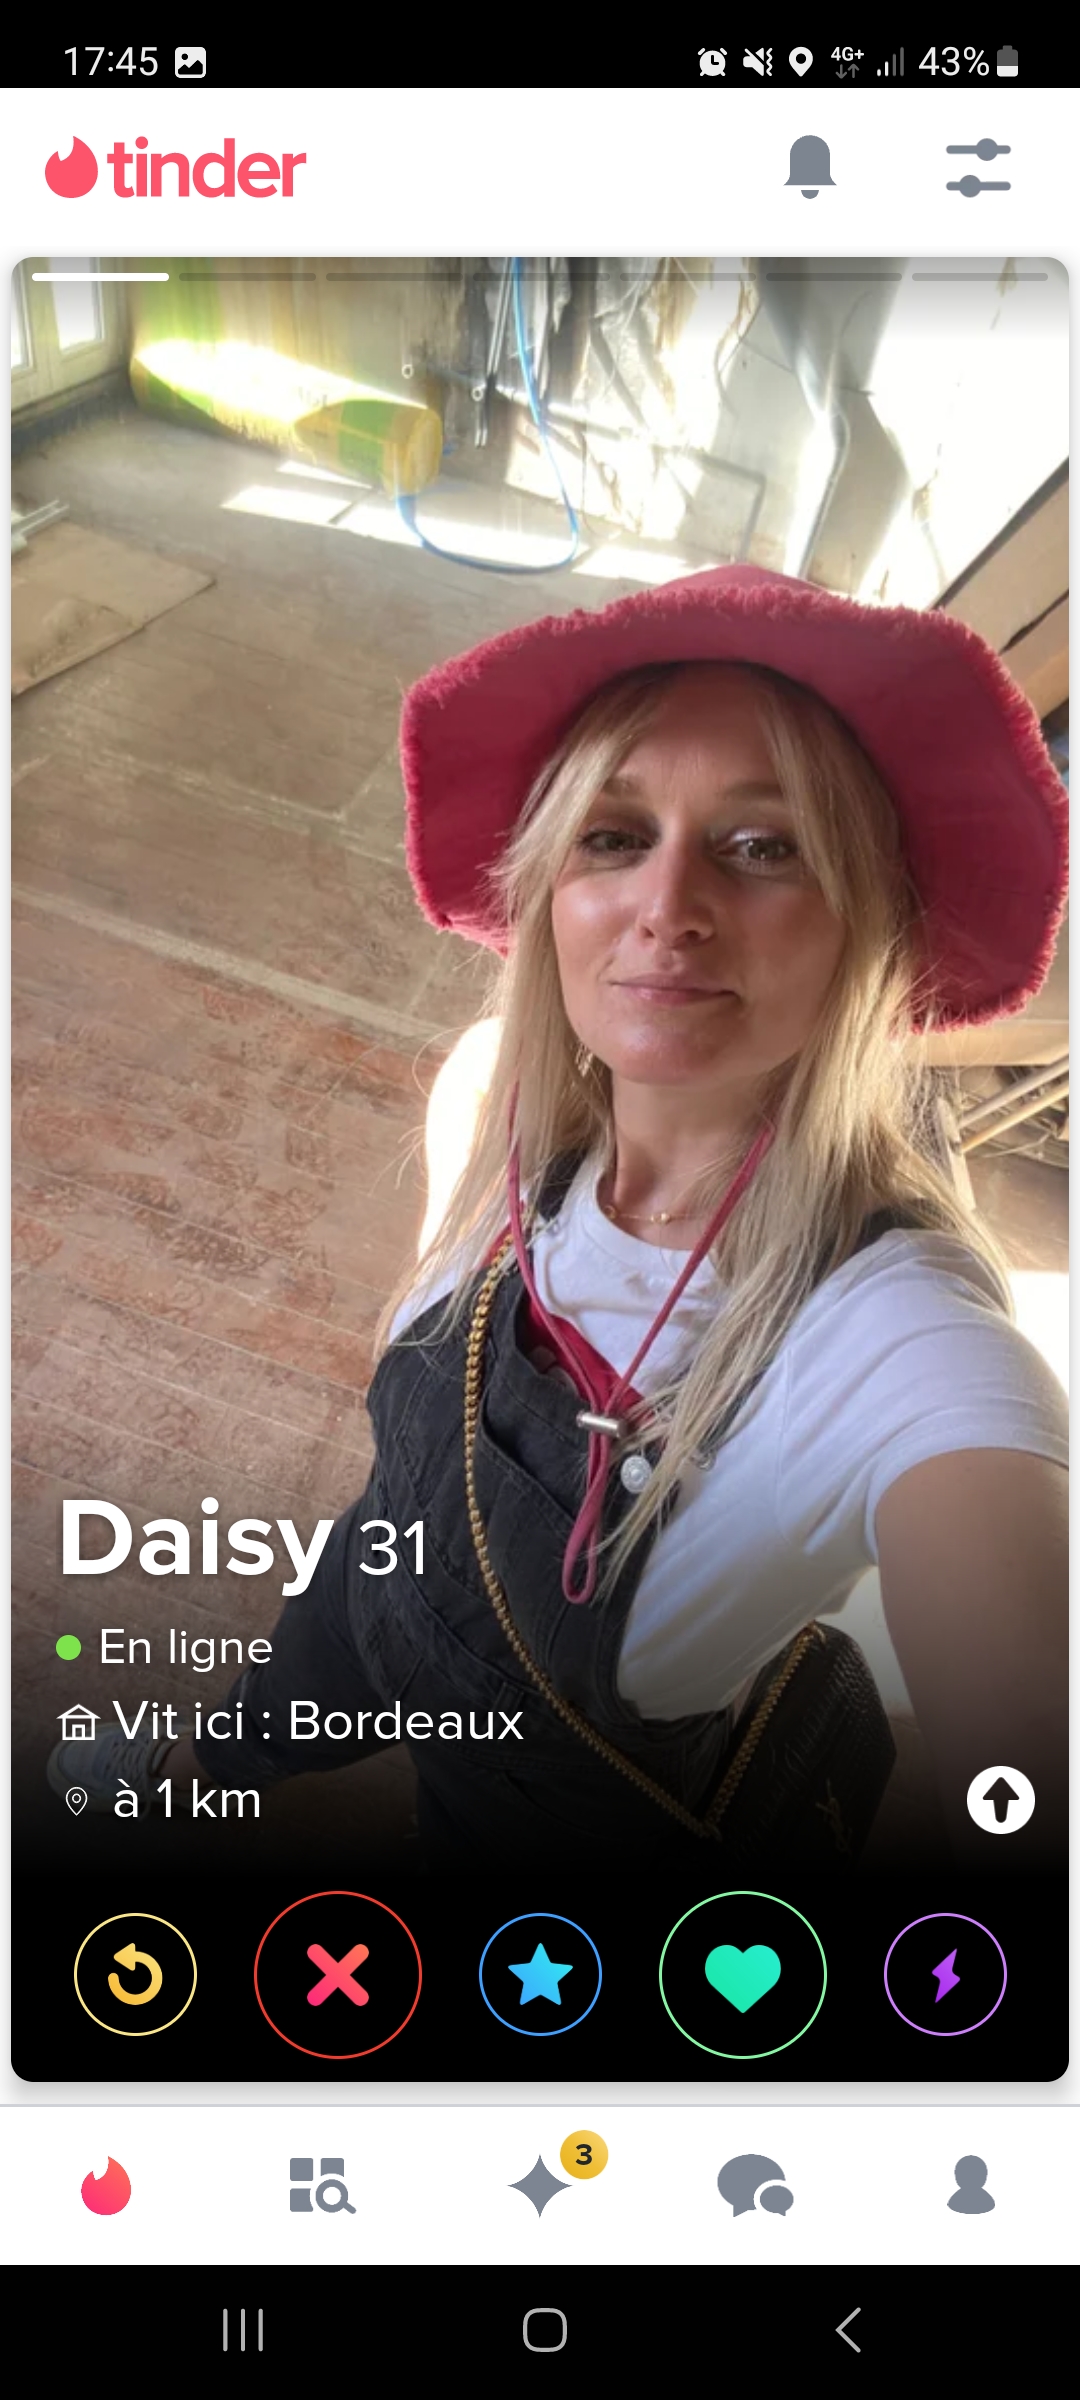 17:45 4G+ 43%
tinder
Daisy 31
En ligne
Vit ici : Bordeaux
à 1 km
3